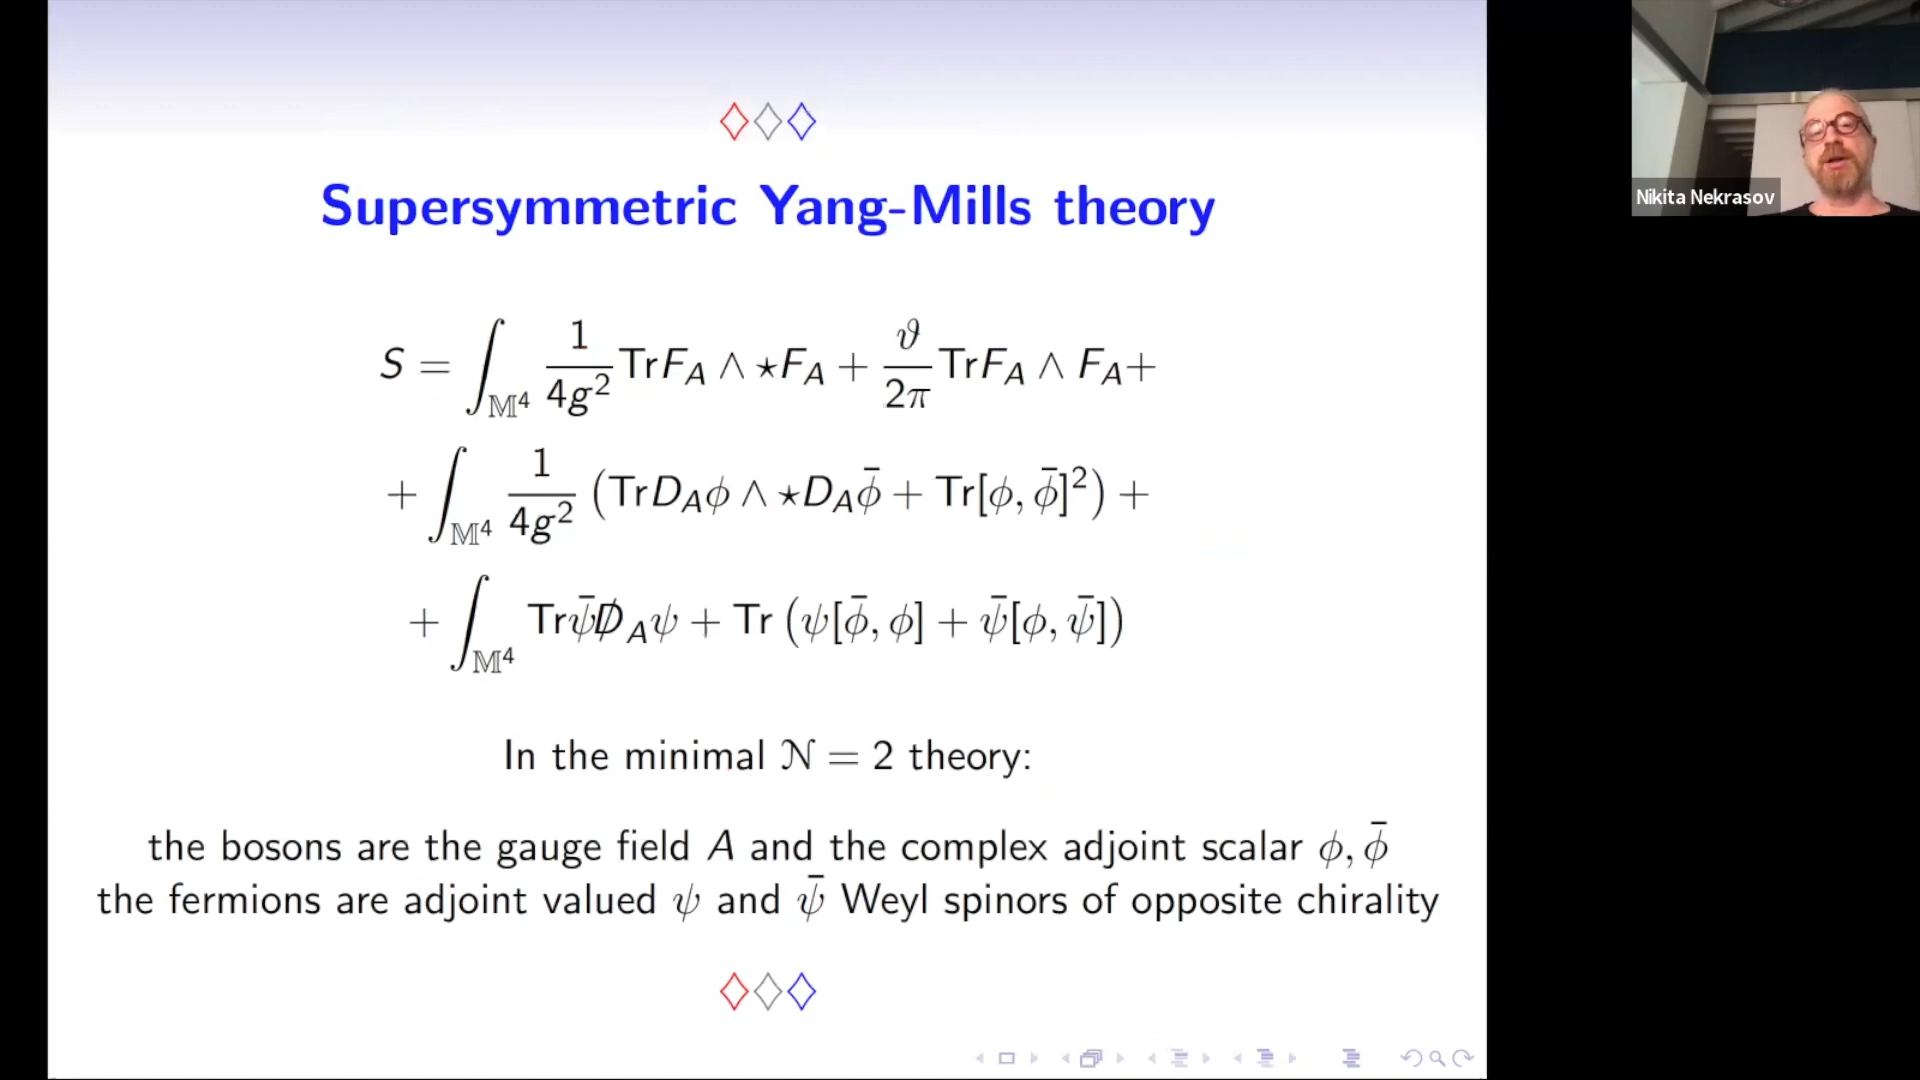 Supersymmetric Yang-Mills theory
S = ∫_{𝕄⁴} 1/4g² TrF_A ∧ ⋆F_A + ϑ/2π TrF_A ∧ F_A +
+ ∫_{𝕄⁴} 1/4g² (TrD_Aϕ ∧ ⋆D_Aϕ̄ + Tr[ϕ, ϕ̄]²) +
+ ∫_{𝕄⁴} Trψ̄D̸_Aψ + Tr (ψ[ϕ̄, ϕ] + ψ̄[ϕ, ψ̄])
In the minimal 𝒩 = 2 theory:
the bosons are the gauge field A and the complex adjoint scalar ϕ, ϕ̄
the fermions are adjoint valued ψ and ψ̄ Weyl spinors of opposite chirality
Nikita Nekrasov